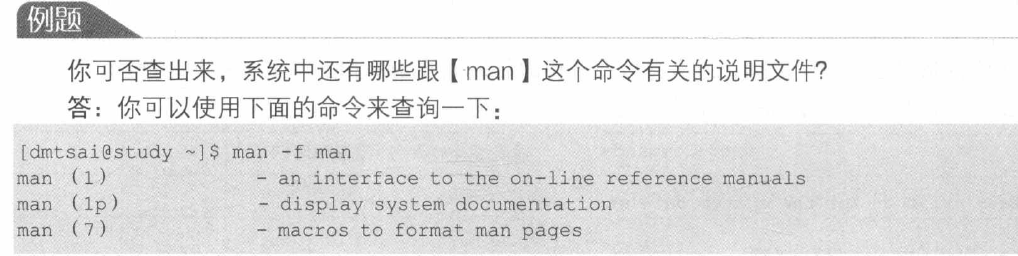 例题
你可否查出来，系统中还有哪些跟【man】这个命令有关的说明文件?
答：你可以使用下面的命令来查询一下：
[dmtsai@study ~]$ man -f man
man (1)              - an interface to the on-line reference manuals
man (1p)             - display system documentation
man (7)              - macros to format man pages